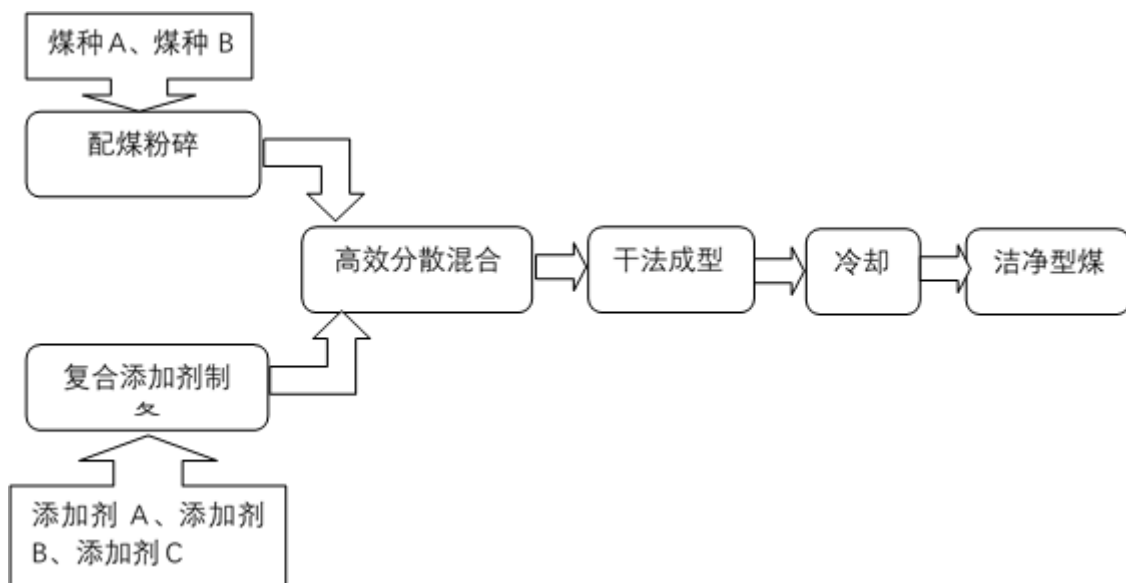 煤种A、煤种 B
配煤粉碎
高效分散混合
干法成型
冷却
洁净型煤
复合添加剂制
添加剂 A、添加剂
B、添加剂C